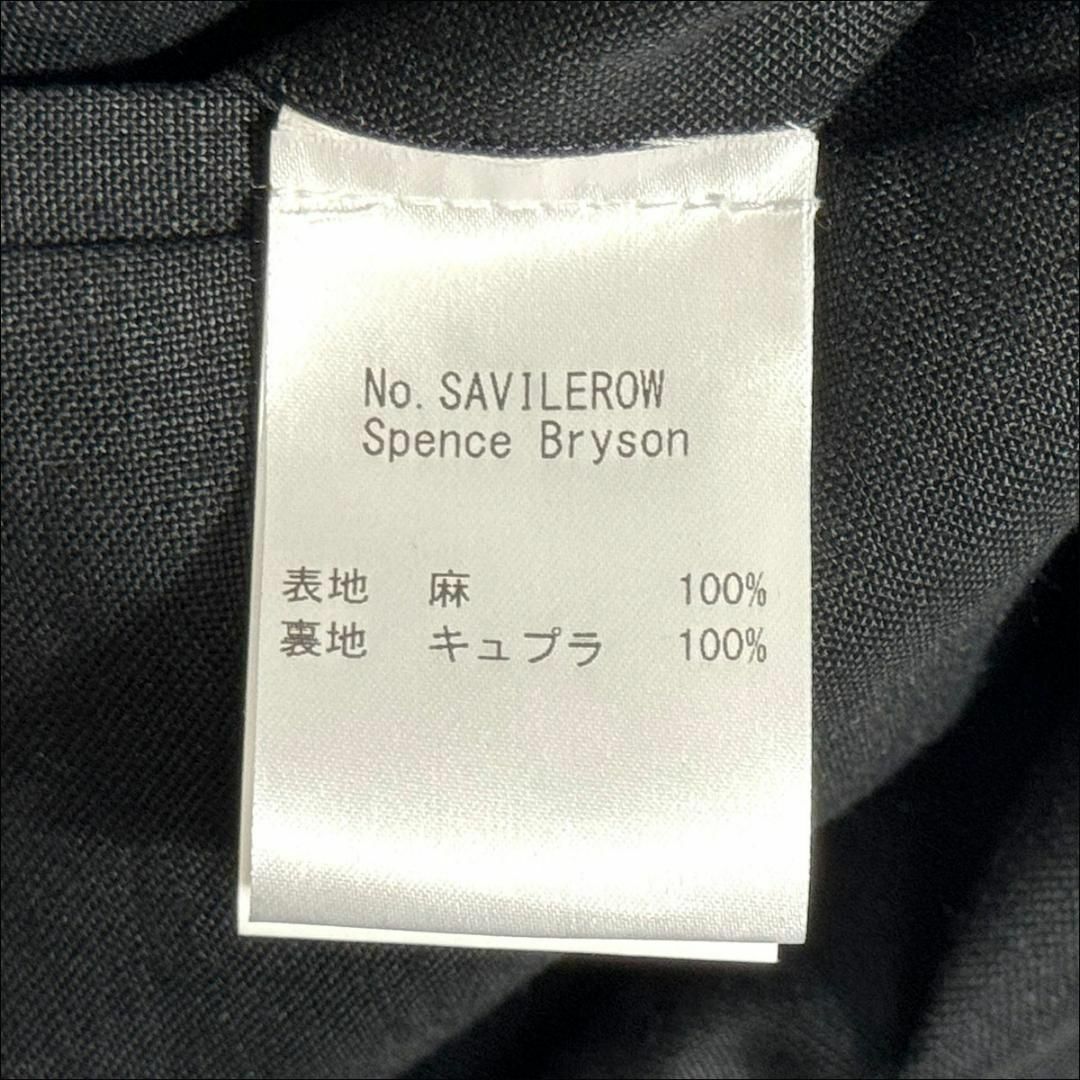 No. SAVILEROW
Spence Bryson
表地 麻 100%
裏地 キュプラ 100%